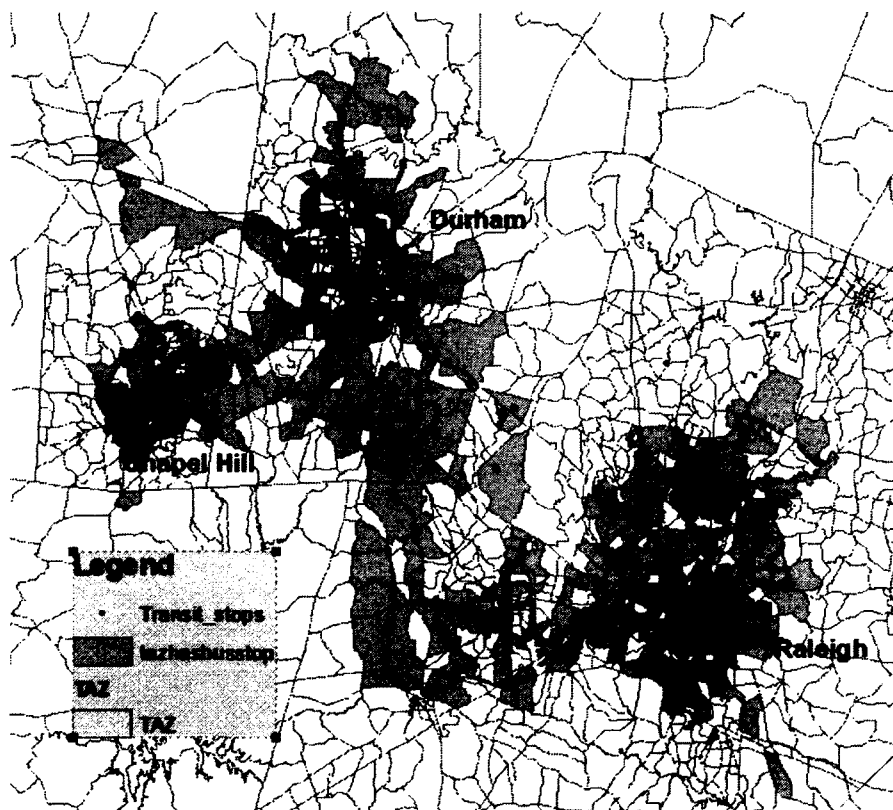 Durham
Chapel Hill
Legend
Transit_stops
tazhasbusstop
TAZ
TAZ
Raleigh